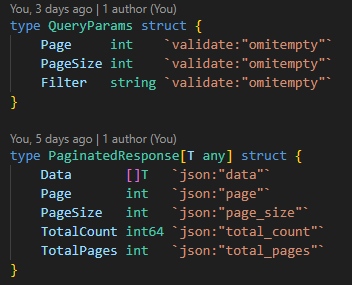 You, 3 days ago | 1 author (You)
type QueryParams struct {
    Page     int    `validate:"omitempty"`
    PageSize int    `validate:"omitempty"`
    Filter   string `validate:"omitempty"`
}
You, 5 days ago | 1 author (You)
type PaginatedResponse[T any] struct {
    Data       []T   `json:"data"`
    Page       int   `json:"page"`
    PageSize   int   `json:"page_size"`
    TotalCount int64 `json:"total_count"`
    TotalPages int   `json:"total_pages"`
}